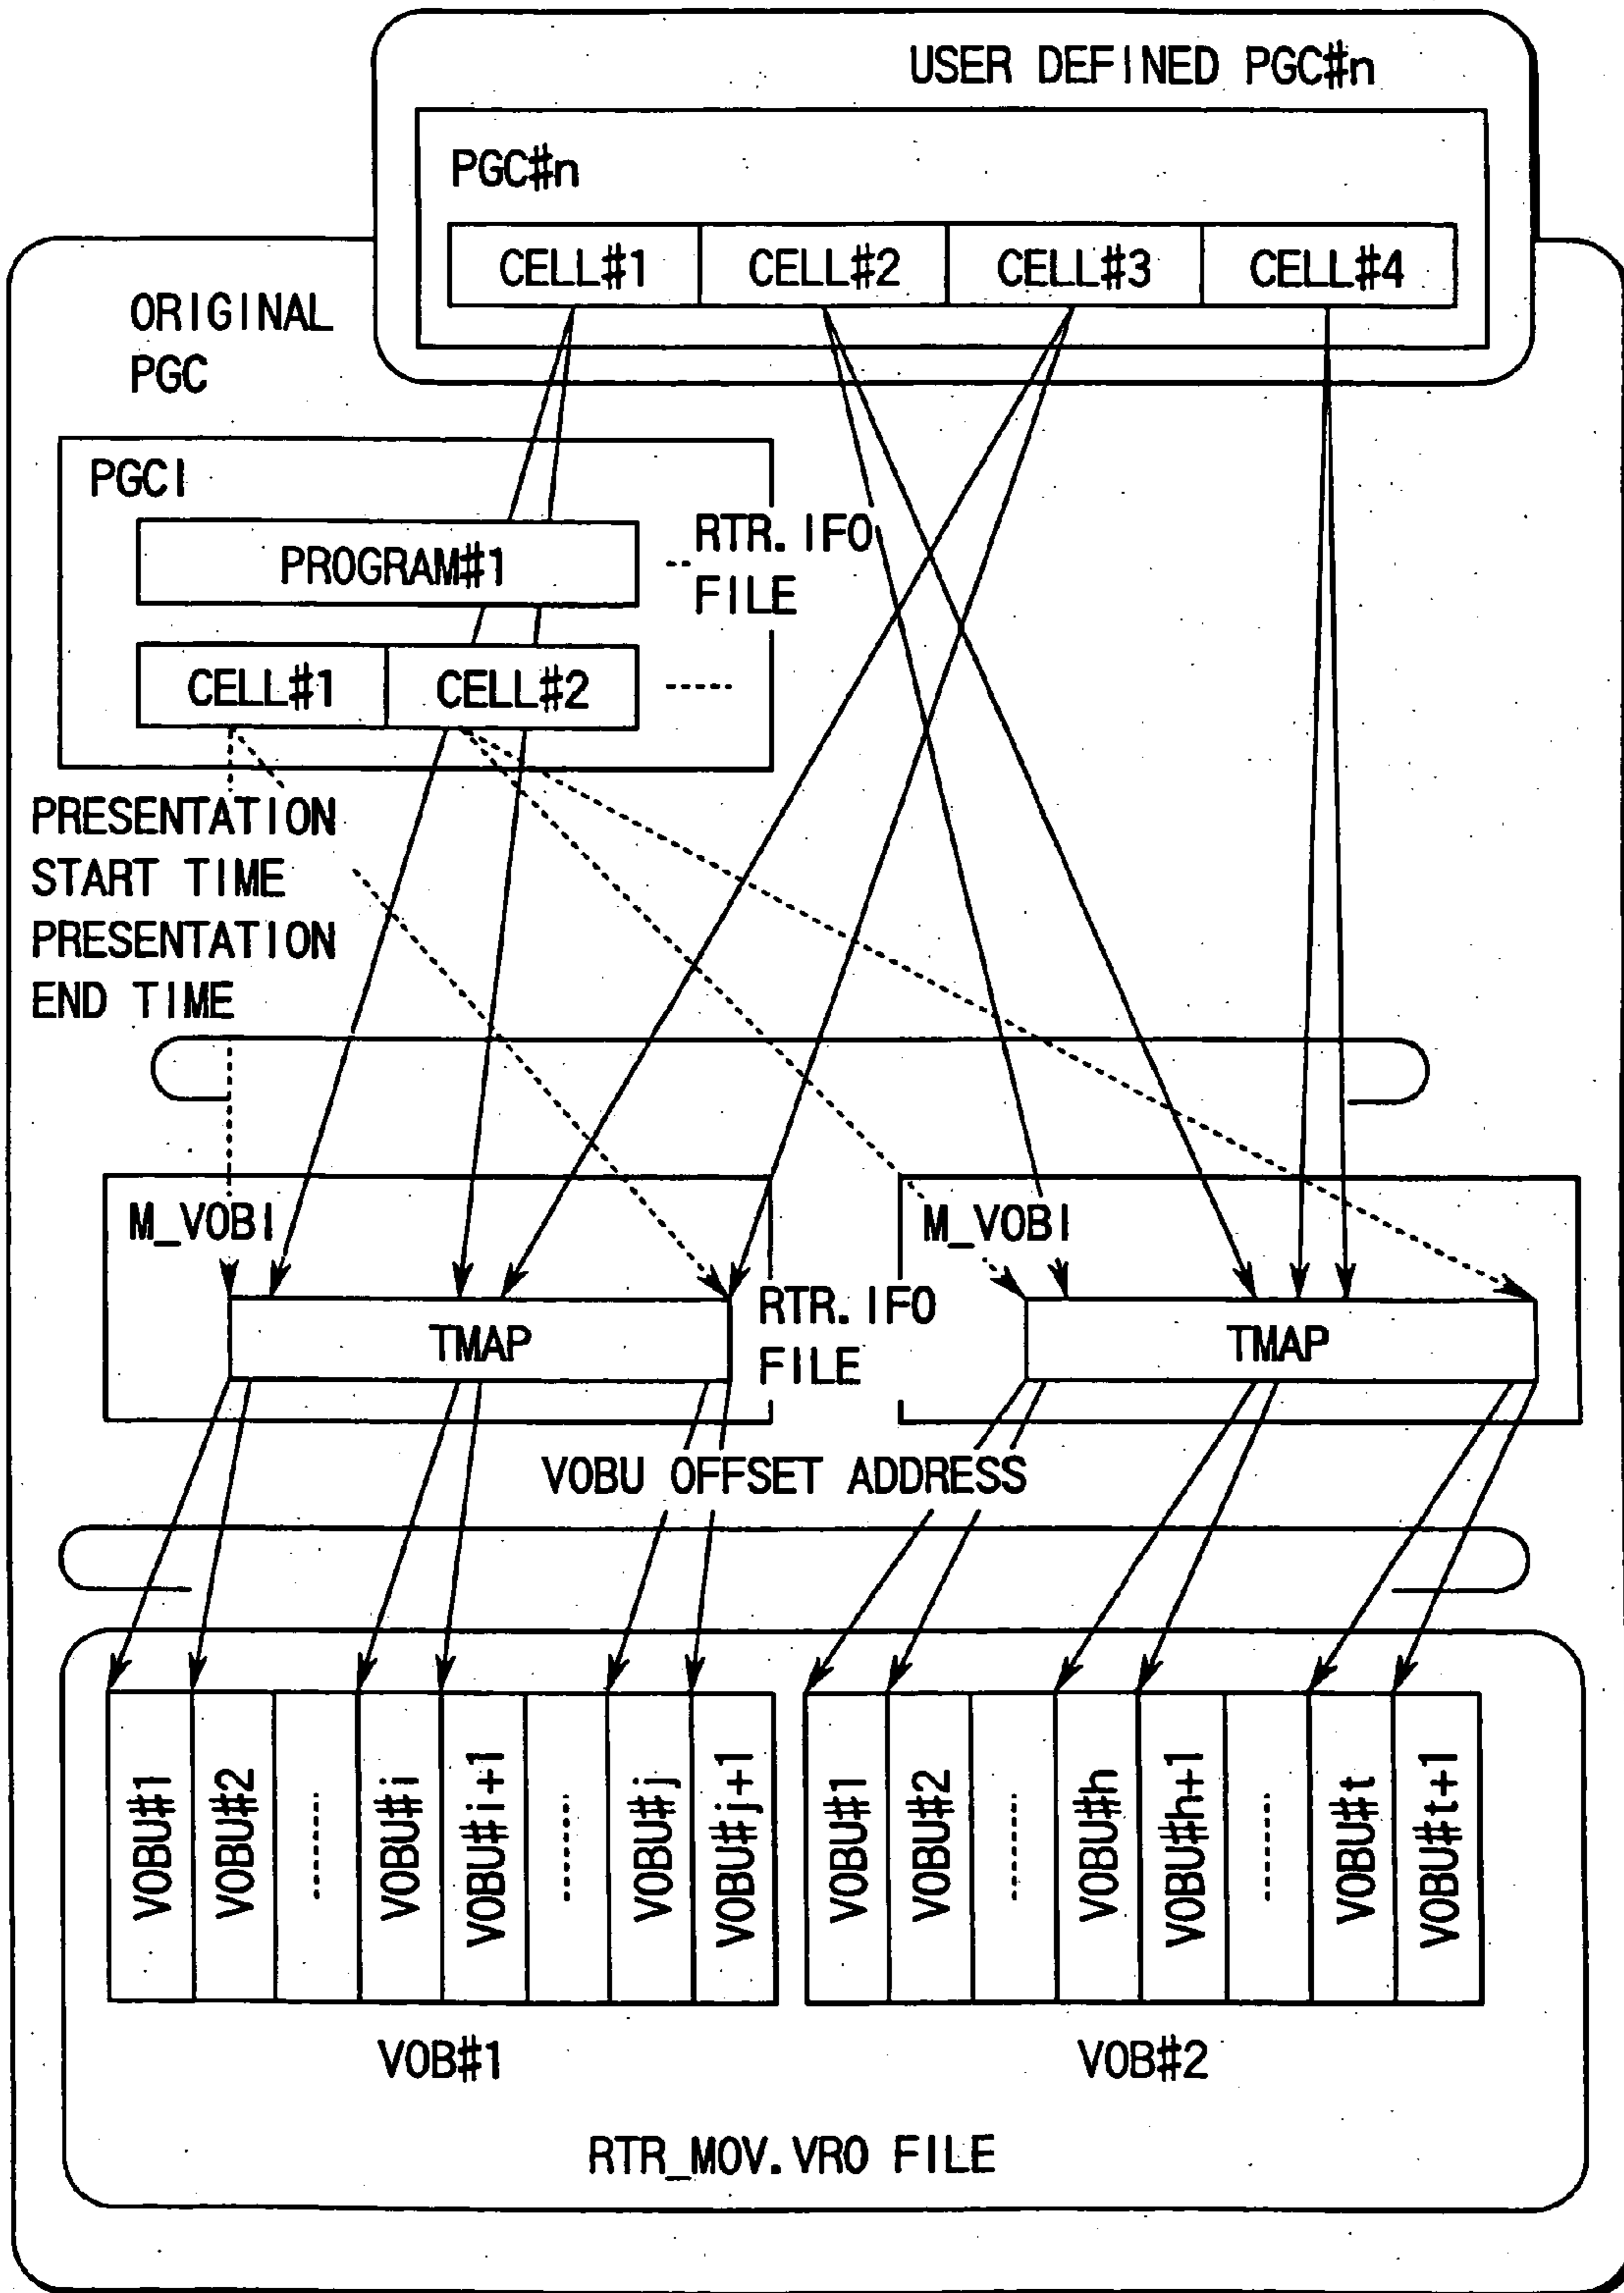 USER DEFINED PGC#n
PGC#n
CELL#1 CELL#2 CELL#3 CELL#4
ORIGINAL
PGC
PGCI
PROGRAM#1
RTR.IFO
FILE
CELL#1 CELL#2
PRESENTATION
START TIME
PRESENTATION
END TIME
M_VOBI
M_VOBI
TMAP
RTR.IFO
FILE
TMAP
VOBU OFFSET ADDRESS
VOBU#1
VOBU#2
VOBU#i
VOBU#i+1
VOBU#j
VOBU#j+1
VOBU#1
VOBU#2
VOBU#h
VOBU#h+1
VOBU#t
VOBU#t+1
VOB#1
VOB#2
RTR_MOV.VRO FILE